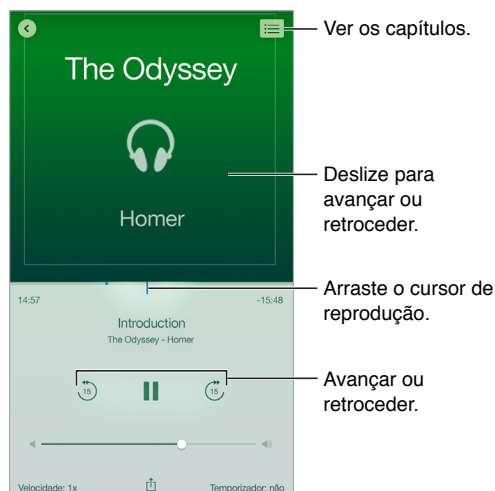 Ver os capítulos.
The Odyssey
Homer
Deslize para
avançar ou
retroceder.
Arraste o cursor de
reprodução.
14:57
-15:48
Introduction
The Odyssey - Homer
Avançar ou
retroceder.
15
15
Velocidade: 1x
Temporizador: não